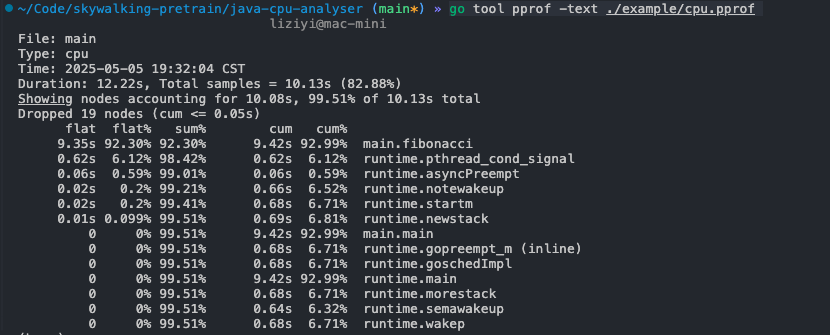 ~/Code/skywalking-pretrain/java-cpu-analyser (main*) » go tool pprof -text ./example/cpu.pprof
liziyi@mac-mini
File: main
Type: cpu
Time: 2025-05-05 19:32:04 CST
Duration: 12.22s, Total samples = 10.13s (82.88%)
Showing nodes accounting for 10.08s, 99.51% of 10.13s total
Dropped 19 nodes (cum <= 0.05s)
flat flat% sum% cum cum%
9.35s 92.30% 92.30% 9.42s 92.99% main.fibonacci
0.62s 6.12% 98.42% 0.62s 6.12% runtime.pthread_cond_signal
0.06s 0.59% 99.01% 0.06s 0.59% runtime.asyncPreempt
0.02s 0.2% 99.21% 0.66s 6.52% runtime.notewakeup
0.02s 0.2% 99.41% 0.68s 6.71% runtime.startm
0.01s 0.099% 99.51% 0.69s 6.81% runtime.newstack
0 0% 99.51% 9.42s 92.99% main.main
0 0% 99.51% 0.68s 6.71% runtime.gopreempt_m (inline)
0 0% 99.51% 0.68s 6.71% runtime.goschedImpl
0 0% 99.51% 9.42s 92.99% runtime.main
0 0% 99.51% 0.68s 6.71% runtime.morestack
0 0% 99.51% 0.64s 6.32% runtime.semawakeup
0 0% 99.51% 0.68s 6.71% runtime.wakep